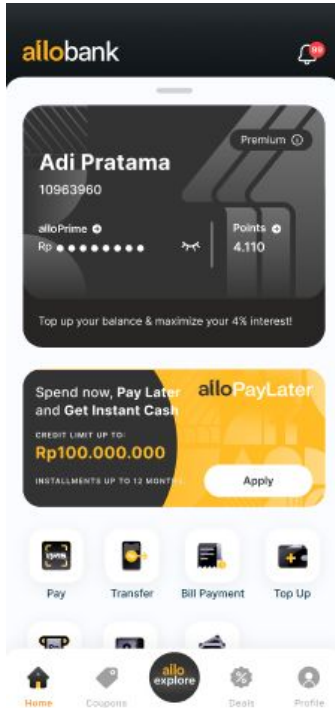 allobank
99
Premium
Adi Pratama
10963960
alloPrime
Points
Rp
4.110
Top up your balance & maximize your 4% interest!
Spend now, Pay Later
and Get Instant Cash
alloPayLater
CREDIT LIMIT UP TO:
Rp100.000.000
INSTALLMENTS UP TO 12 MONTHS
Apply
Pay
Transfer
Bill Payment
Top Up
Home
Coupons
allo
explore
Deals
Profile